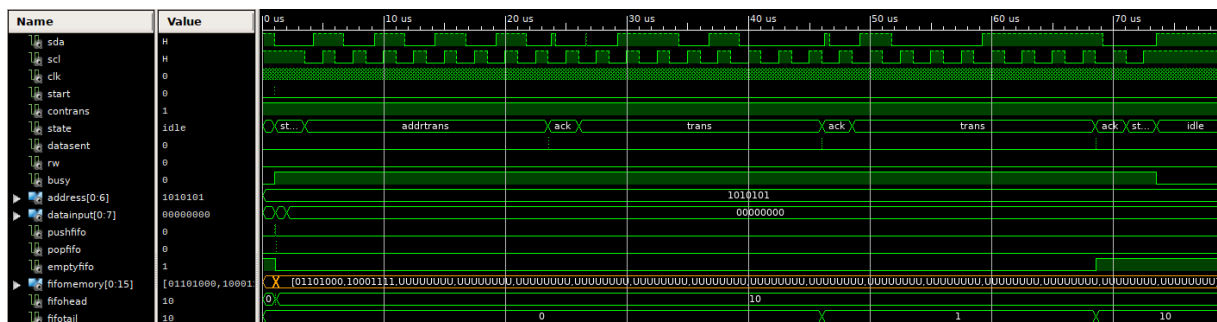 Name Value 0 us 10 us 20 us 30 us 40 us 50 us 60 us 70 us
sda H
scl H
clk 0
start 0
contrans 1
state idle st... addrtrans ack trans ack trans ack st... idle
datasent 0
rw 0
busy 0
address[0:6] 1010101 1010101
datainput[0:7] 00000000 00000000
pushfifo 0
popfifo 0
emptyfifo 1
fifomemory[0:15] [01101000,10001 [01101000,10001111,UUUUUUUU,UUUUUUUU,UUUUUUUU,UUUUUUUU,UUUUUUUU,UUUUUUUU,UUUUUUUU,UUUUUUUU,UUUUUUUU,UUUUUUUU
fifohead 10 0 10
fifotail 10 0 1 10